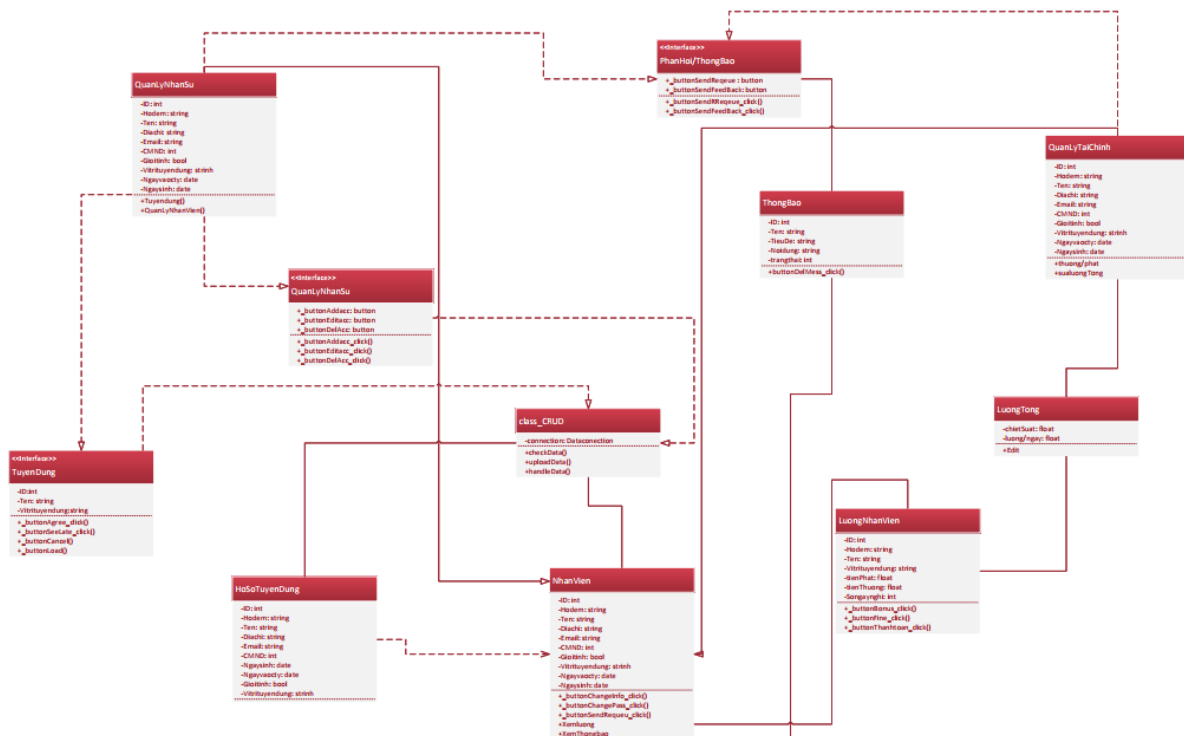 <<Interface>>
PhanHoi/ThongBao
+_buttonSendReqeue : button
+_buttonSendFeedBack: button
+_buttonSendRReqeue_click()
+_buttonSendFeedBack_click()
QuanLyNhanSu
-ID: int
-Hodem: string
-Ten: string
-Diachi: string
-Email: string
-CMND: int
-Gioitinh: bool
-Vitrituyendung: strinh
-Ngayvaocty: date
-Ngaysinh: date
+Tuyendung()
+QuanLyNhanVien()
QuanLyTaiChinh
-ID: int
-Hodem: string
-Ten: string
-Diachi: string
-Email: string
-CMND: int
-Gioitinh: bool
-Vitrituyendung: strinh
-Ngayvaocty: date
-Ngaysinh: date
+thuong/phat
+sualuongTong
ThongBao
-ID: int
-Ten: string
-TieuDe: string
-Noidung: string
-trangthai: int
+buttonDelMess_click()
<<Interface>>
QuanLyNhanSu
+_buttonAddacc: button
+_buttonEditacc: button
+_buttonDelAcc: button
+_buttonAddacc_click()
+_buttonEditacc_click()
+_buttonDelAcc_click()
class_CRUD
-connection: Dataconection
+checkData()
+uploadData()
+handleData()
LuongTong
-chietSuat: float
-luong/ngay: float
+Edit
<<Interface>>
TuyenDung
-ID:int
-Ten: string
-Vitrituyendung:string
+_buttonAgree_click()
+_buttonSeeLate_click()
+_buttonCancel()
+_buttonLoad()
LuongNhanVien
-ID: int
-Hodem: string
-Ten: string
-Vitrituyendung: string
-tienPhat: float
-tienThuong: float
-Songaynghi: int
+_buttonBonus_click()
+_buttonFine_click()
+_buttonThanhtoan_click()
HoSoTuyenDung
-ID: int
-Hodem: string
-Ten: string
-Diachi: string
-Email: string
-CMND: int
-Ngaysinh: date
-Ngayvaocty: date
-Gioitinh: bool
-Vitrituyendung: strinh
NhanVien
-ID: int
-Hodem: string
-Ten: string
-Diachi: string
-Email: string
-CMND: int
-Gioitinh: bool
-Vitrituyendung: strinh
-Ngayvaocty: date
-Ngaysinh: date
+_buttonChangeInfo_click()
+_buttonChangePass_click()
+_buttonSendRequeu_click()
+Xemluong
+XemThongbao